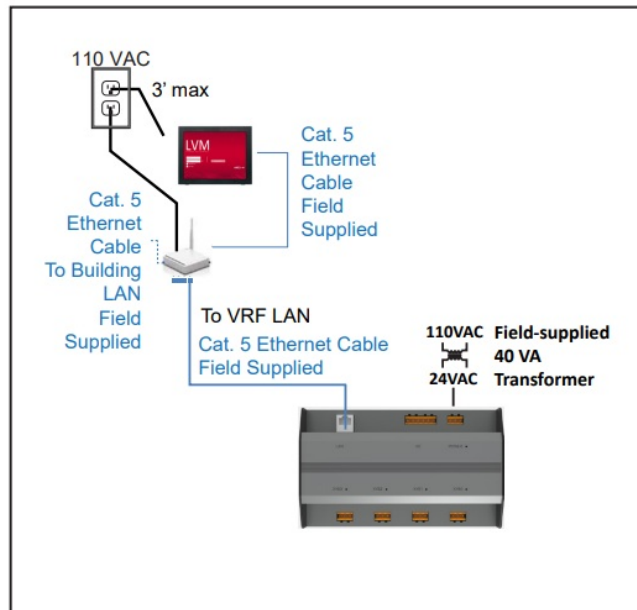 110 VAC
3’ max
LVM
Cat. 5
Ethernet
Cable
Field
Supplied
Cat. 5
Ethernet
Cable
To Building
LAN
Field
Supplied
To VRF LAN
Cat. 5 Ethernet Cable
Field Supplied
110VAC Field-supplied
40 VA
24VAC Transformer